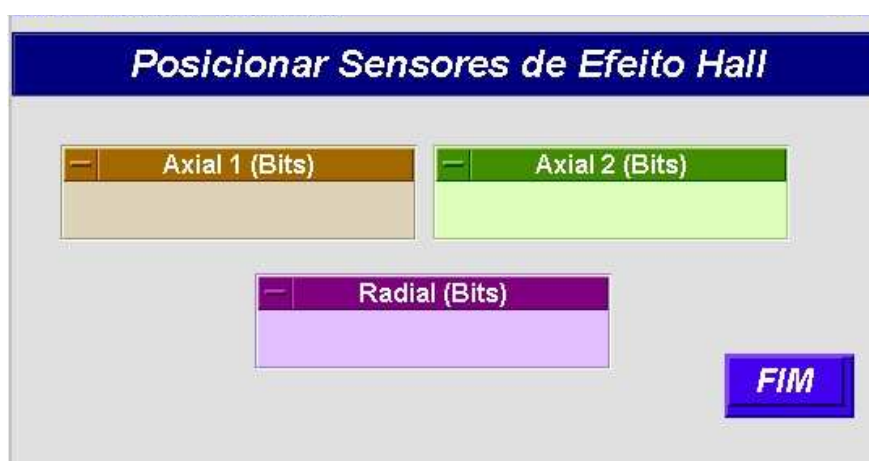 Posicionar Sensores de Efeito Hall
Axial 1 (Bits)
Axial 2 (Bits)
Radial (Bits)
FIM